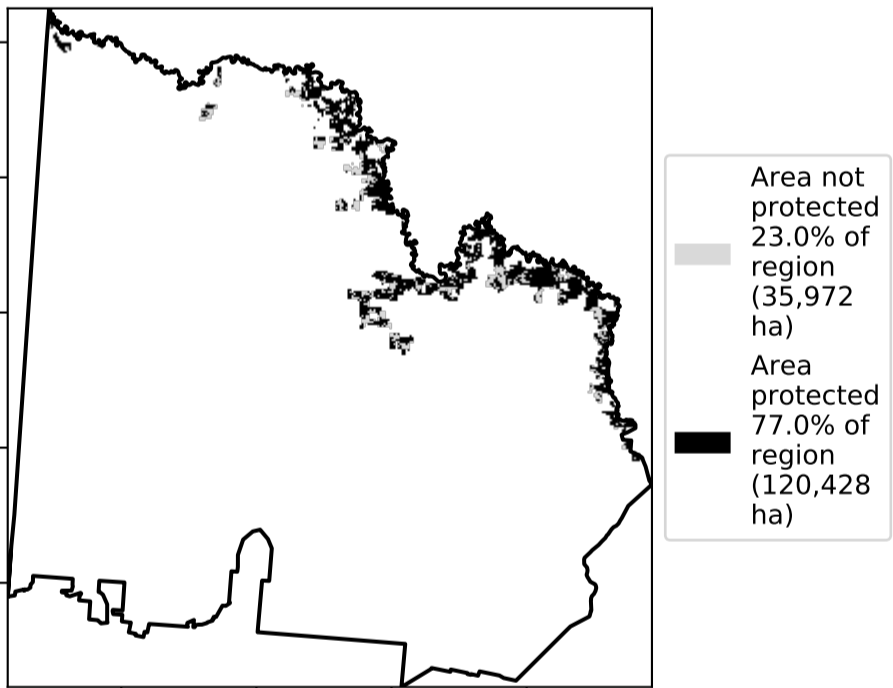 Area not
protected
23.0% of
region
(35,972
ha)
Area
protected
77.0% of
region
(120,428
ha)